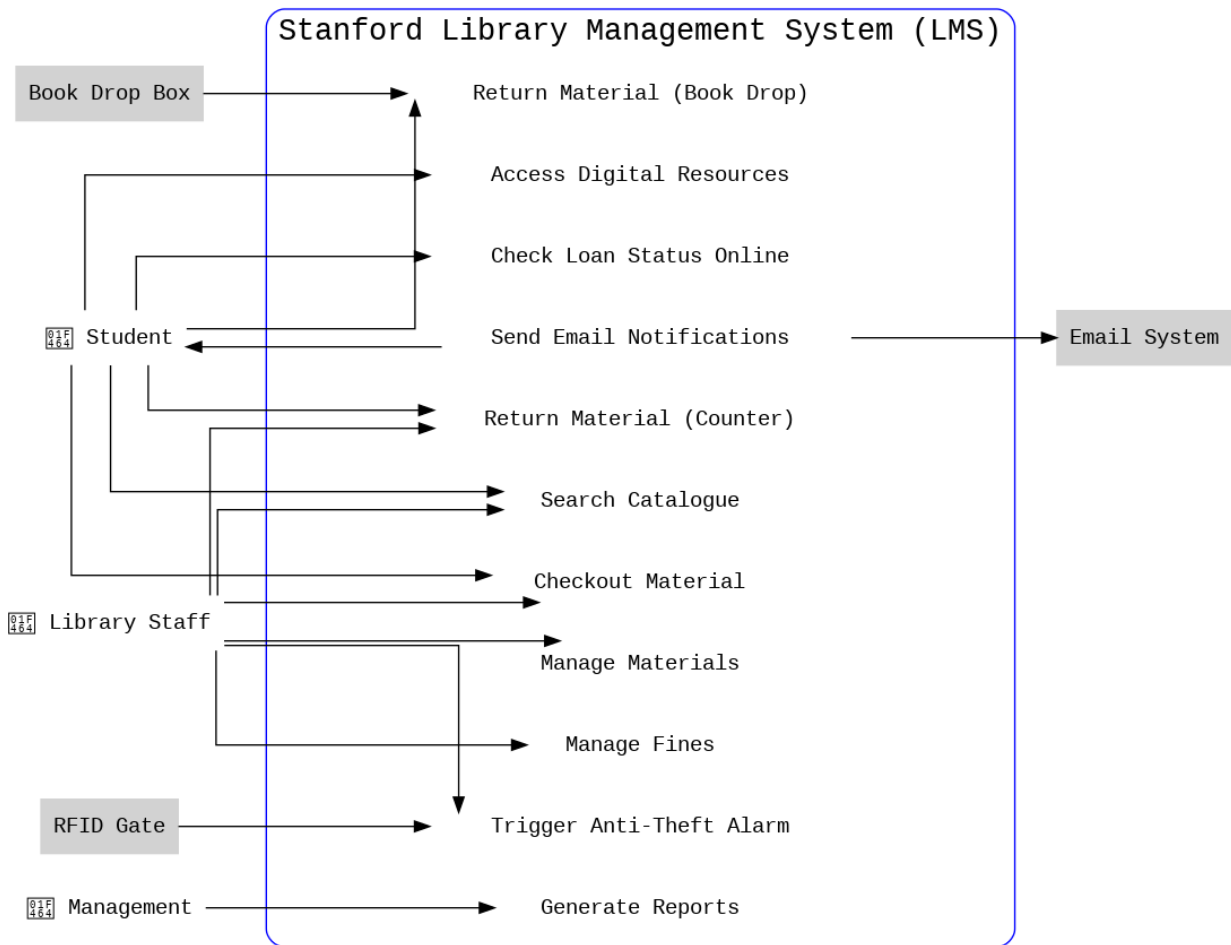 Stanford Library Management System (LMS)
Book Drop Box
Return Material (Book Drop)
Access Digital Resources
Check Loan Status Online
Student
Send Email Notifications
Email System
Return Material (Counter)
Search Catalogue
Checkout Material
Library Staff
Manage Materials
Manage Fines
RFID Gate
Trigger Anti-Theft Alarm
Management
Generate Reports